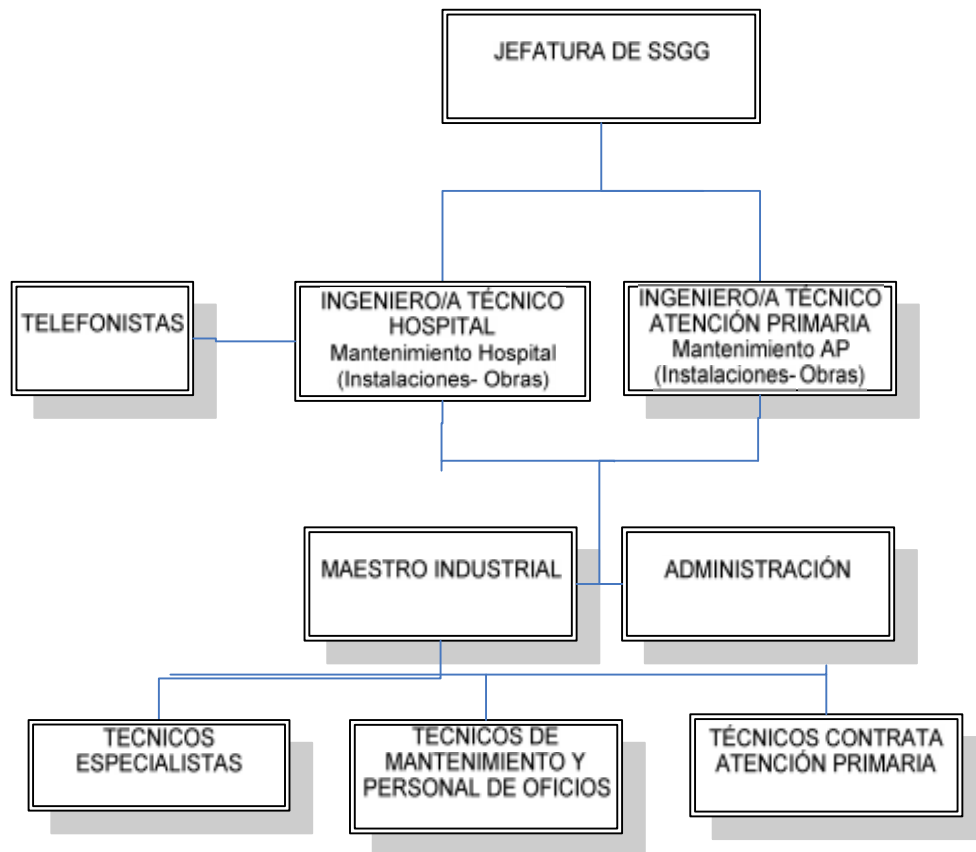 JEFATURA DE SSGG
TELEFONISTAS
INGENIERO/A TÉCNICO
HOSPITAL
Mantenimiento Hospital
(Instalaciones- Obras)
INGENIERO/A TÉCNICO
ATENCIÓN PRIMARIA
Mantenimiento AP
(Instalaciones- Obras)
MAESTRO INDUSTRIAL
ADMINISTRACIÓN
TECNICOS
ESPECIALISTAS
TECNICOS DE
MANTENIMIENTO Y
PERSONAL DE OFICIOS
TÉCNICOS CONTRATA
ATENCIÓN PRIMARIA